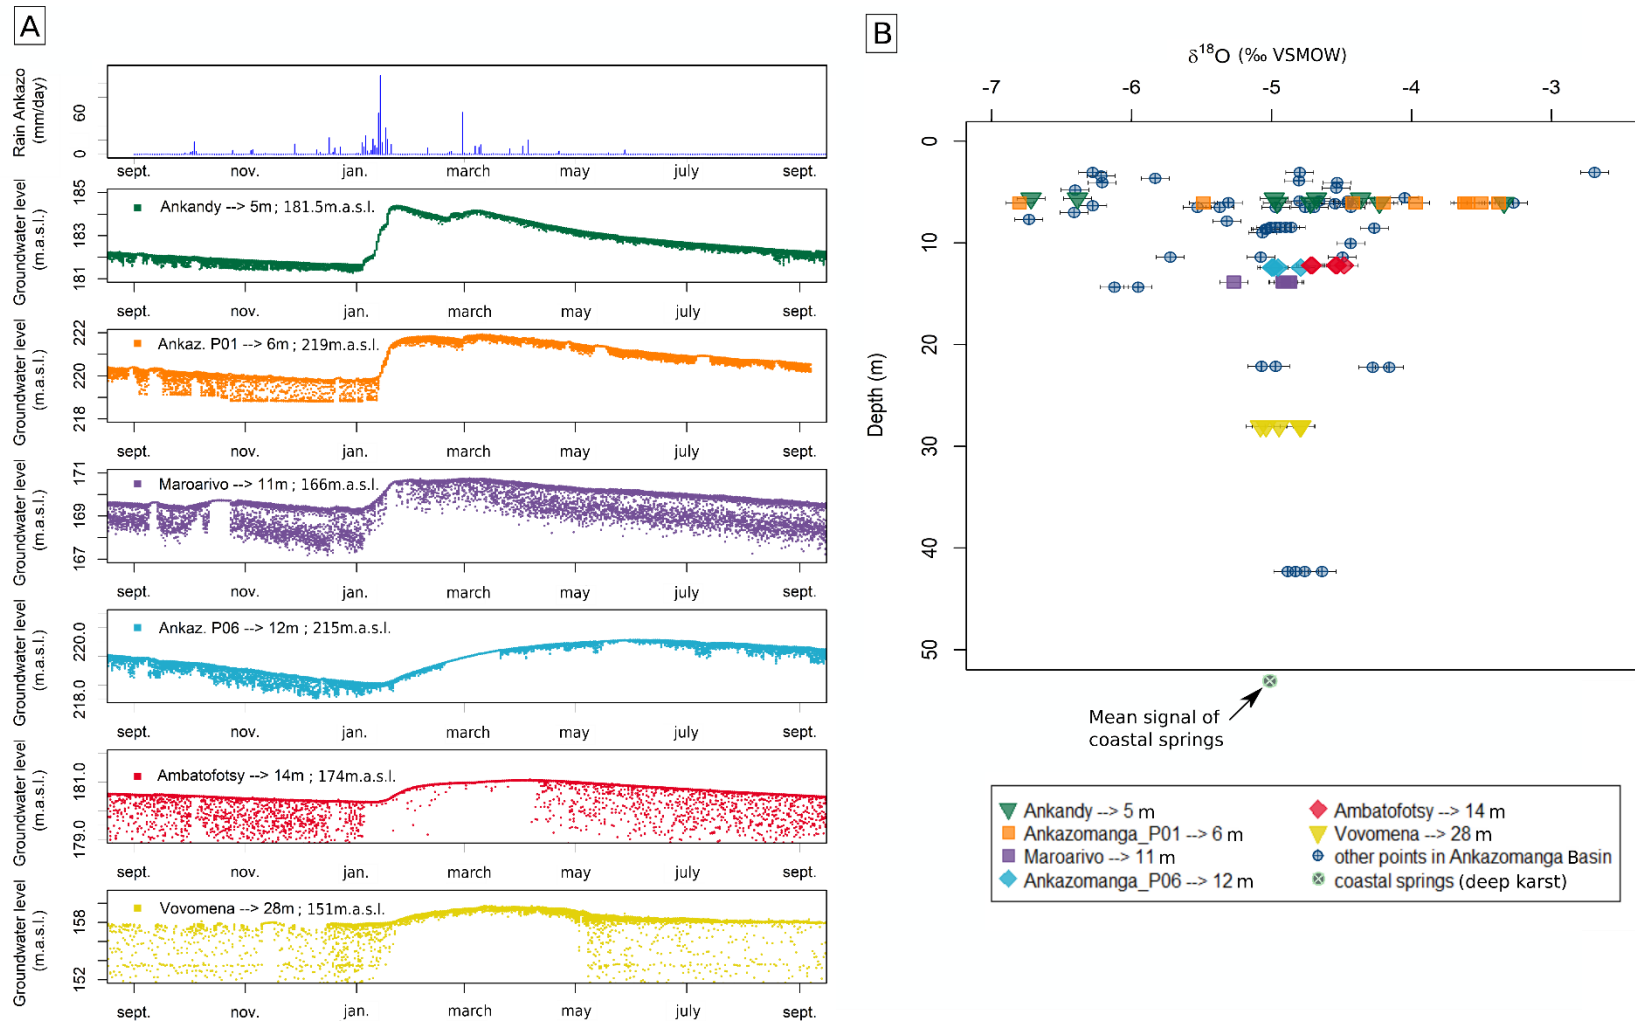 A
Rain Ankazo
(mm/day)
60
0
sept. nov. jan. march may july sept.
Groundwater level
(m.a.s.l.)
185
183
181
Ankandy --> 5m ; 181.5m.a.s.l.
sept. nov. jan. march may july sept.
Groundwater level
(m.a.s.l.)
222
220
218
Ankaz. P01 --> 6m ; 219m.a.s.l.
sept. nov. jan. march may july sept.
Groundwater level
(m.a.s.l.)
171
169
167
Maroarivo --> 11m ; 166m.a.s.l.
sept. nov. jan. march may july sept.
Groundwater level
(m.a.s.l.)
220.0
218.0
Ankaz. P06 --> 12m ; 215m.a.s.l.
sept. nov. jan. march may july sept.
Groundwater level
(m.a.s.l.)
181.0
179.0
Ambatofotsy --> 14m ; 174m.a.s.l.
sept. nov. jan. march may july sept.
Groundwater level
(m.a.s.l.)
158
152
Vovomena --> 28m ; 151m.a.s.l.
sept. nov. jan. march may july sept.
B
δ18O (‰ VSMOW)
-7 -6 -5 -4 -3
Depth (m)
0
10
20
30
40
50
Mean signal of
coastal springs
Ankandy --> 5 m
Ankazomanga_P01 --> 6 m
Maroarivo --> 11 m
Ankazomanga_P06 --> 12 m
Ambatofotsy --> 14 m
Vovomena --> 28 m
other points in Ankazomanga Basin
coastal springs (deep karst)